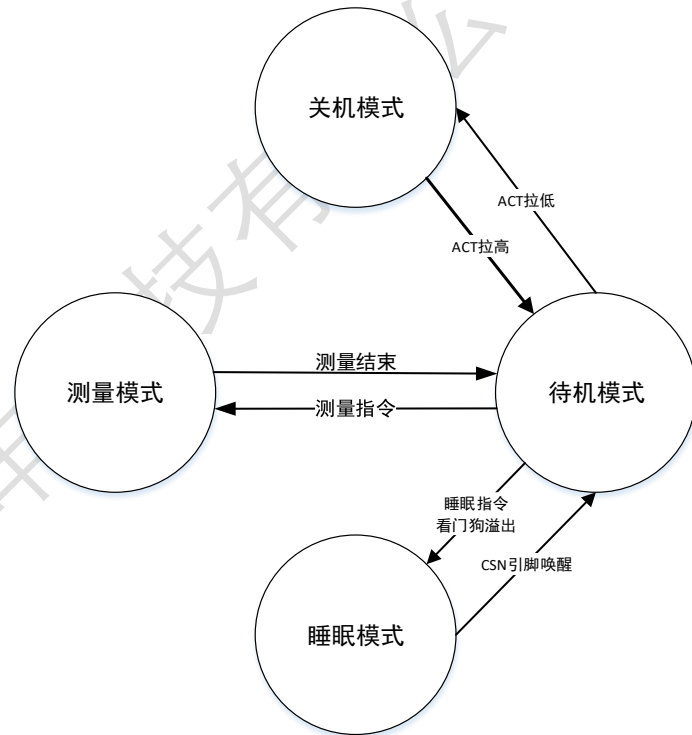 关机模式
ACT拉低
ACT拉高
测量结束
测量模式
待机模式
测量指令
睡眠指令
看门狗溢出
CSN引脚唤醒
睡眠模式
技有